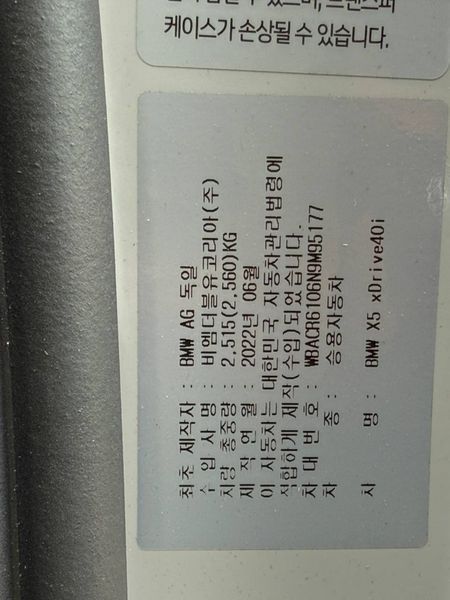 케이스가 손상될 수 있습니다.
최초 제작자 : BMW AG 독일
수 입 사 명 : 비엠더블유코리아(주)
차량 총중량 : 2,515(2,560)KG
제 작 연 월 : 2022년 06월
이 자동차는 대한민국 자동차관리법령에
적합하게 제작(수입)되었습니다.
차 대 번 호 : WBACR6106N9M95177
차 종 : 승용자동차
차 명 : BMW X5 xDrive40i